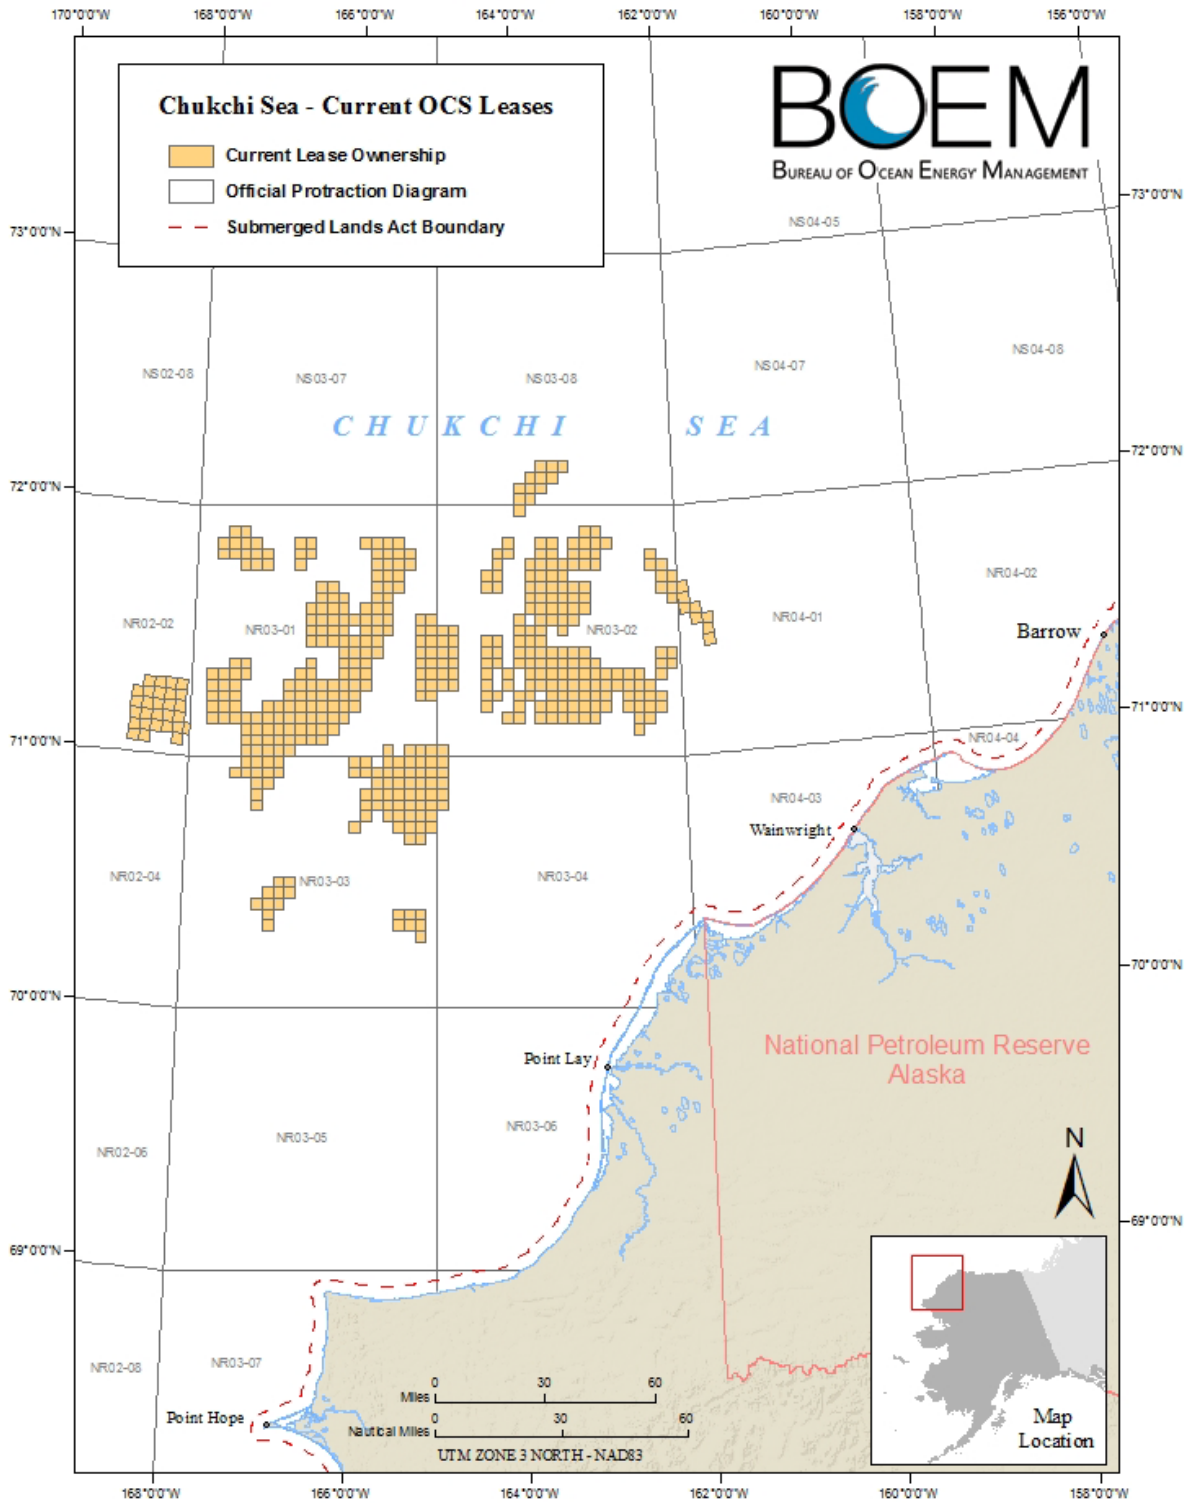 170°0'0"W 168°0'0"W 166°0'0"W 164°0'0"W 162°0'0"W 160°0'0"W 158°0'0"W 156°0'0"W
Chukchi Sea - Current OCS Leases
Current Lease Ownership
Official Protraction Diagram
Submerged Lands Act Boundary
BOEM
BUREAU OF OCEAN ENERGY MANAGEMENT
73°0'0"N
73°0'0"N
NS04-05
NS02-08
NS03-07
NS03-08
NS04-07
NS04-08
CHUKCHI SEA
72°0'0"N
72°0'0"N
NR02-02
NR03-01
NR03-02
NR04-01
NR04-02
Barrow
71°0'0"N
71°0'0"N
NR04-04
NR04-03
Wainwright
NR02-04
NR03-03
NR03-04
70°0'0"N
70°0'0"N
National Petroleum Reserve
Alaska
Point Lay
NR02-06
NR03-05
NR03-06
N
69°0'0"N
69°0'0"N
NR02-08
NR03-07
Point Hope
0 30 60
Miles
0 30 60
Nautical Miles
UTM ZONE 3 NORTH - NAD83
Map
Location
168°0'0"W 166°0'0"W 164°0'0"W 162°0'0"W 160°0'0"W 158°0'0"W